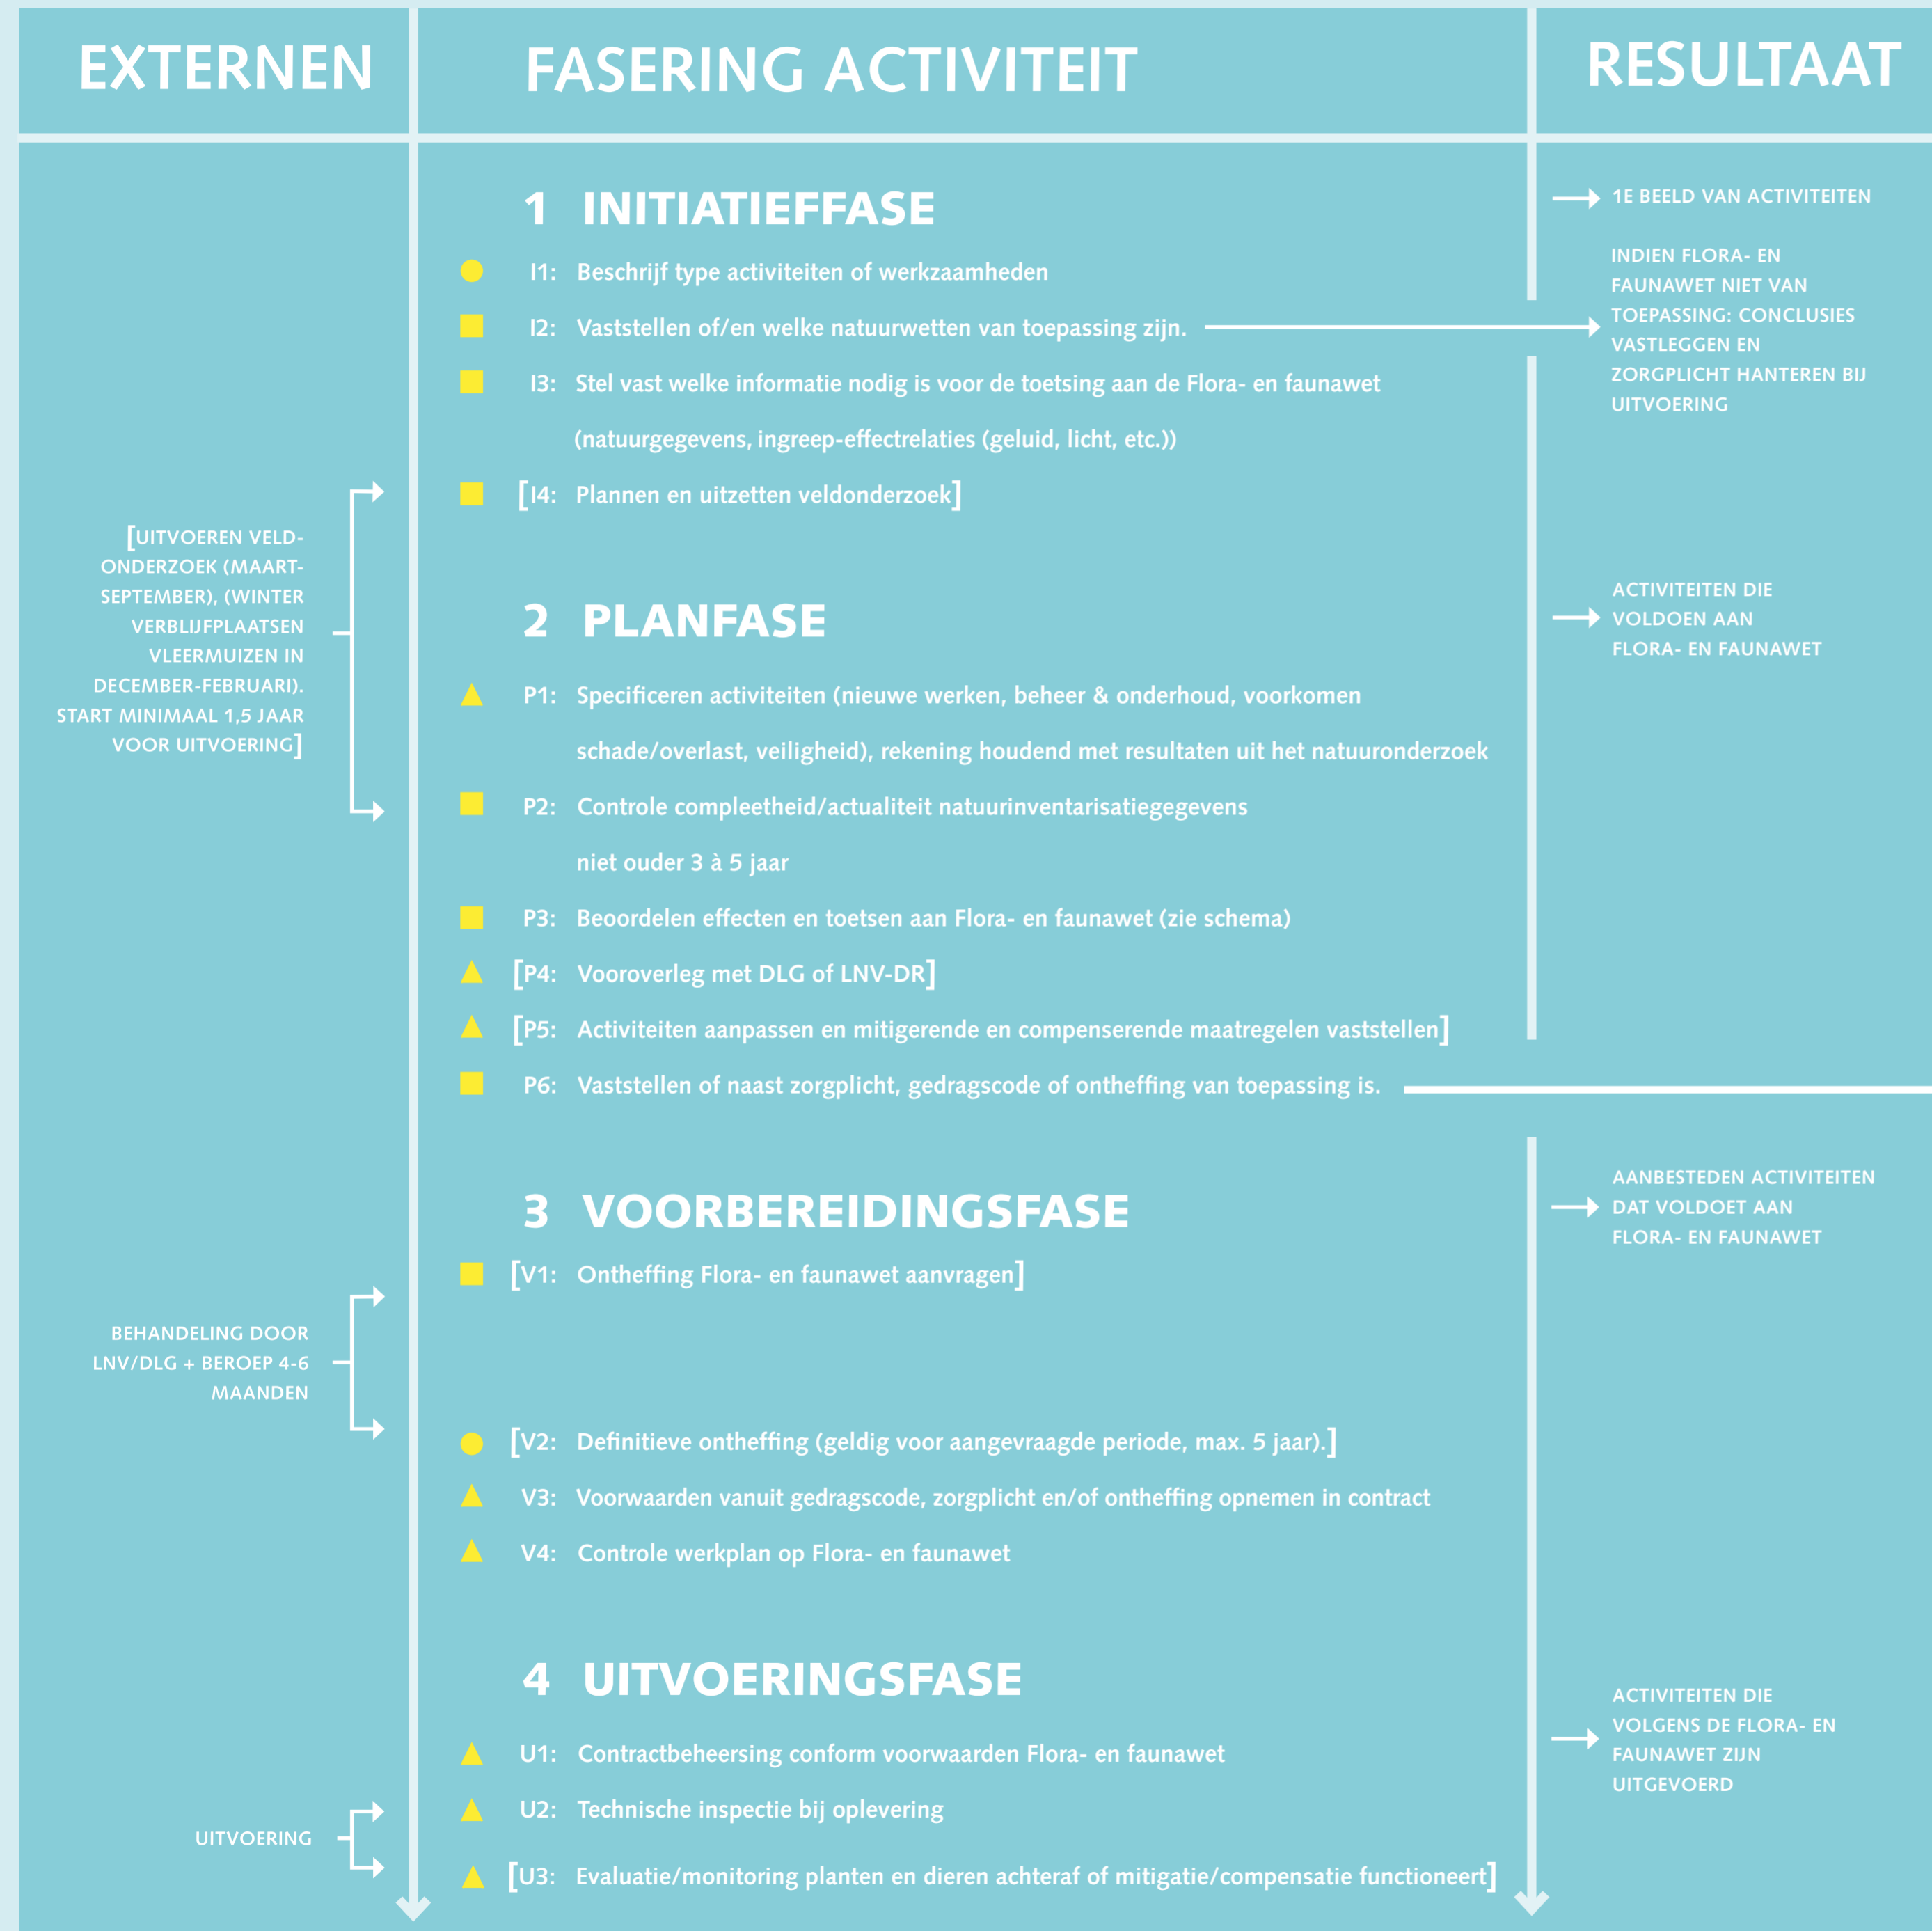 EXTERNEN
FASERING ACTIVITEIT
RESULTAAT
1 INITIATIEFFASE
I1: Beschrijf type activiteiten of werkzaamheden
I2: Vaststellen of/en welke natuurwetten van toepassing zijn.
I3: Stel vast welke informatie nodig is voor de toetsing aan de Flora- en faunawet
(natuurgegevens, ingreep-effectrelaties (geluid, licht, etc.))
[I4: Plannen en uitzetten veldonderzoek]
1E BEELD VAN ACTIVITEITEN
INDIEN FLORA- EN
FAUNAWET NIET VAN
TOEPASSING: CONCLUSIES
VASTLEGGEN EN
ZORGPLICHT HANTEREN BIJ
UITVOERING
[UITVOEREN VELD-
ONDERZOEK (MAART-
SEPTEMBER), (WINTER
VERBLIJFPLAATSEN
VLEERMUIZEN IN
DECEMBER-FEBRUARI).
START MINIMAAL 1,5 JAAR
VOOR UITVOERING]
2 PLANFASE
P1: Specificeren activiteiten (nieuwe werken, beheer & onderhoud, voorkomen
schade/overlast, veiligheid), rekening houdend met resultaten uit het natuuronderzoek
P2: Controle compleetheid/actualiteit natuurinventarisatiegegevens
niet ouder 3 à 5 jaar
P3: Beoordelen effecten en toetsen aan Flora- en faunawet (zie schema)
[P4: Vooroverleg met DLG of LNV-DR]
[P5: Activiteiten aanpassen en mitigerende en compenserende maatregelen vaststellen]
P6: Vaststellen of naast zorgplicht, gedragscode of ontheffing van toepassing is.
ACTIVITEITEN DIE
VOLDOEN AAN
FLORA- EN FAUNAWET
3 VOORBEREIDINGSFASE
[V1: Ontheffing Flora- en faunawet aanvragen]
BEHANDELING DOOR
LNV/DLG + BEROEP 4-6
MAANDEN
[V2: Definitieve ontheffing (geldig voor aangevraagde periode, max. 5 jaar).]
V3: Voorwaarden vanuit gedragscode, zorgplicht en/of ontheffing opnemen in contract
V4: Controle werkplan op Flora- en faunawet
AANBESTEDEN ACTIVITEITEN
DAT VOLDOET AAN
FLORA- EN FAUNAWET
4 UITVOERINGSFASE
U1: Contractbeheersing conform voorwaarden Flora- en faunawet
U2: Technische inspectie bij oplevering
[U3: Evaluatie/monitoring planten en dieren achteraf of mitigatie/compensatie functioneert]
UITVOERING
ACTIVITEITEN DIE
VOLGENS DE FLORA- EN
FAUNAWET ZIJN
UITGEVOERD